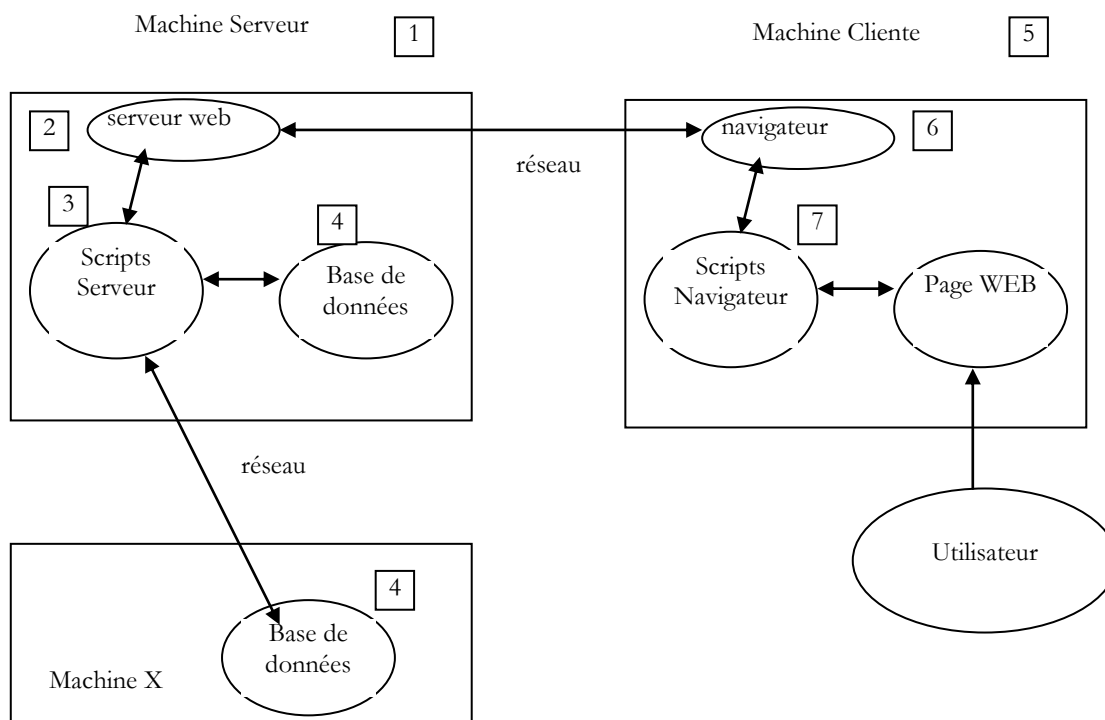 Machine Serveur
1
Machine Cliente
5
2
serveur web
navigateur
6
réseau
3
4
7
Scripts
Serveur
Base de
données
Scripts
Navigateur
Page WEB
réseau
Utilisateur
4
Base de
données
Machine X